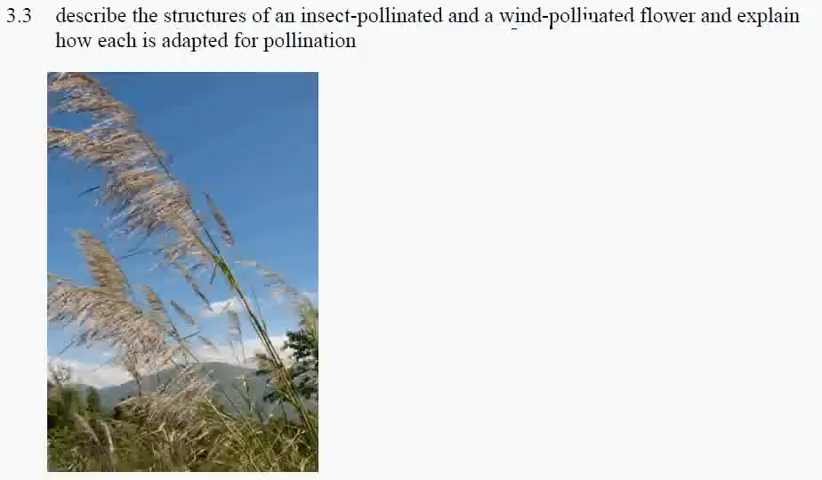 3.3 describe the structures of an insect-pollinated and a wind-pollinated flower and explain
how each is adapted for pollination